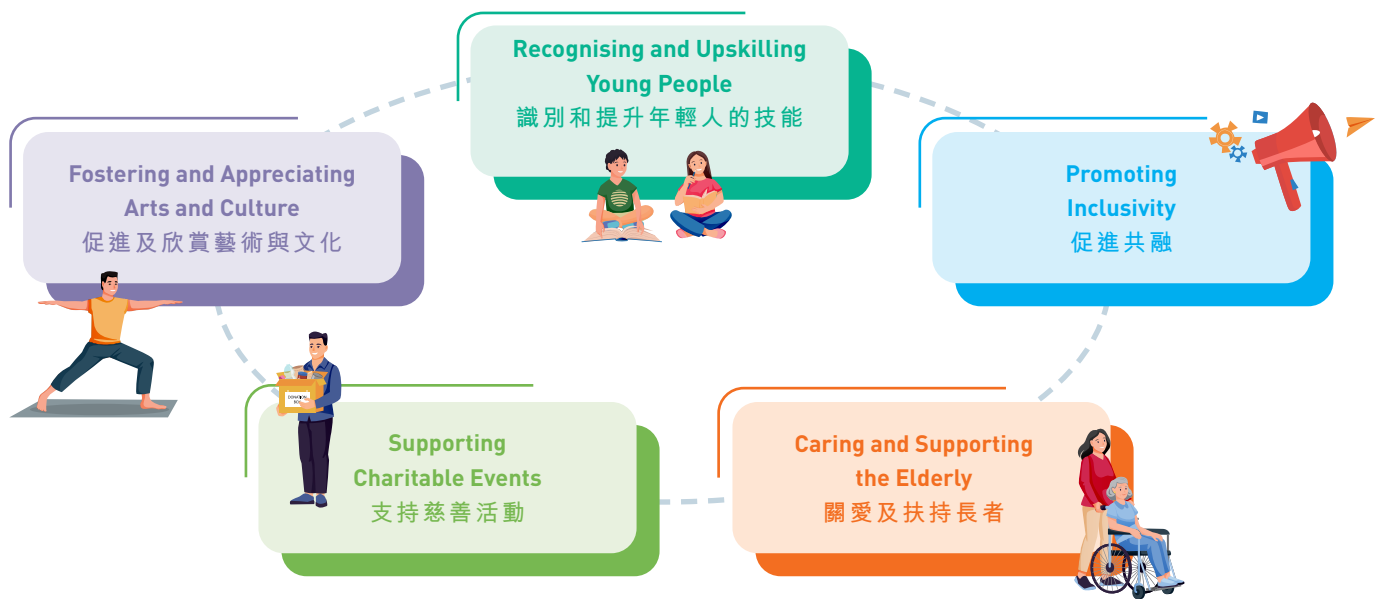 Recognising and Upskilling
Young People
識別和提升年輕人的技能
Fostering and Appreciating
Arts and Culture
促進及欣賞藝術與文化
Promoting
Inclusivity
促進共融
DONATION
BOX
Supporting
Charitable Events
支持慈善活動
Caring and Supporting
the Elderly
關愛及扶持長者